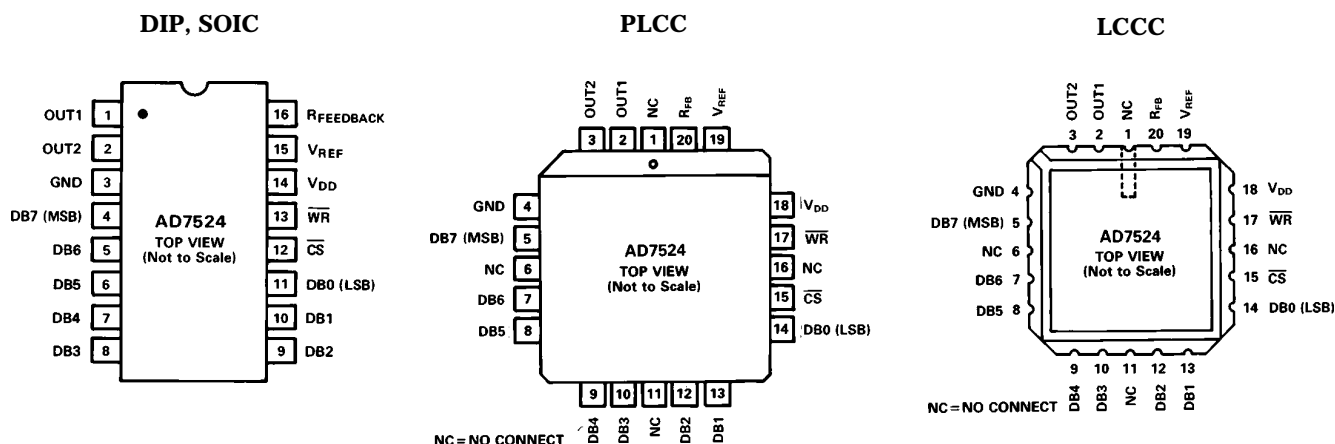 DIP, SOIC
OUT1 1
OUT2 2
GND 3
DB7 (MSB) 4
DB6 5
DB5 6
DB4 7
DB3 8
16 RFEEDBACK
15 VREF
14 VDD
13 W̅R̅
12 C̅S̅
11 DB0 (LSB)
10 DB1
9 DB2
AD7524
TOP VIEW
(Not to Scale)
PLCC
OUT2 OUT1 NC RFB VREF
3 2 1 20 19
GND 4
DB7 (MSB) 5
NC 6
DB6 7
DB5 8
18 VDD
17 W̅R̅
16 NC
15 C̅S̅
14 DB0 (LSB)
AD7524
TOP VIEW
(Not to Scale)
9 10 11 12 13
DB4 DB3 NC DB2 DB1
NC = NO CONNECT
LCCC
OUT2 OUT1 NC RFB VREF
3 2 1 20 19
GND 4
DB7 (MSB) 5
NC 6
DB6 7
DB5 8
18 VDD
17 W̅R̅
16 NC
15 C̅S̅
14 DB0 (LSB)
AD7524
TOP VIEW
(Not to Scale)
9 10 11 12 13
DB4 DB3 NC DB2 DB1
NC = NO CONNECT